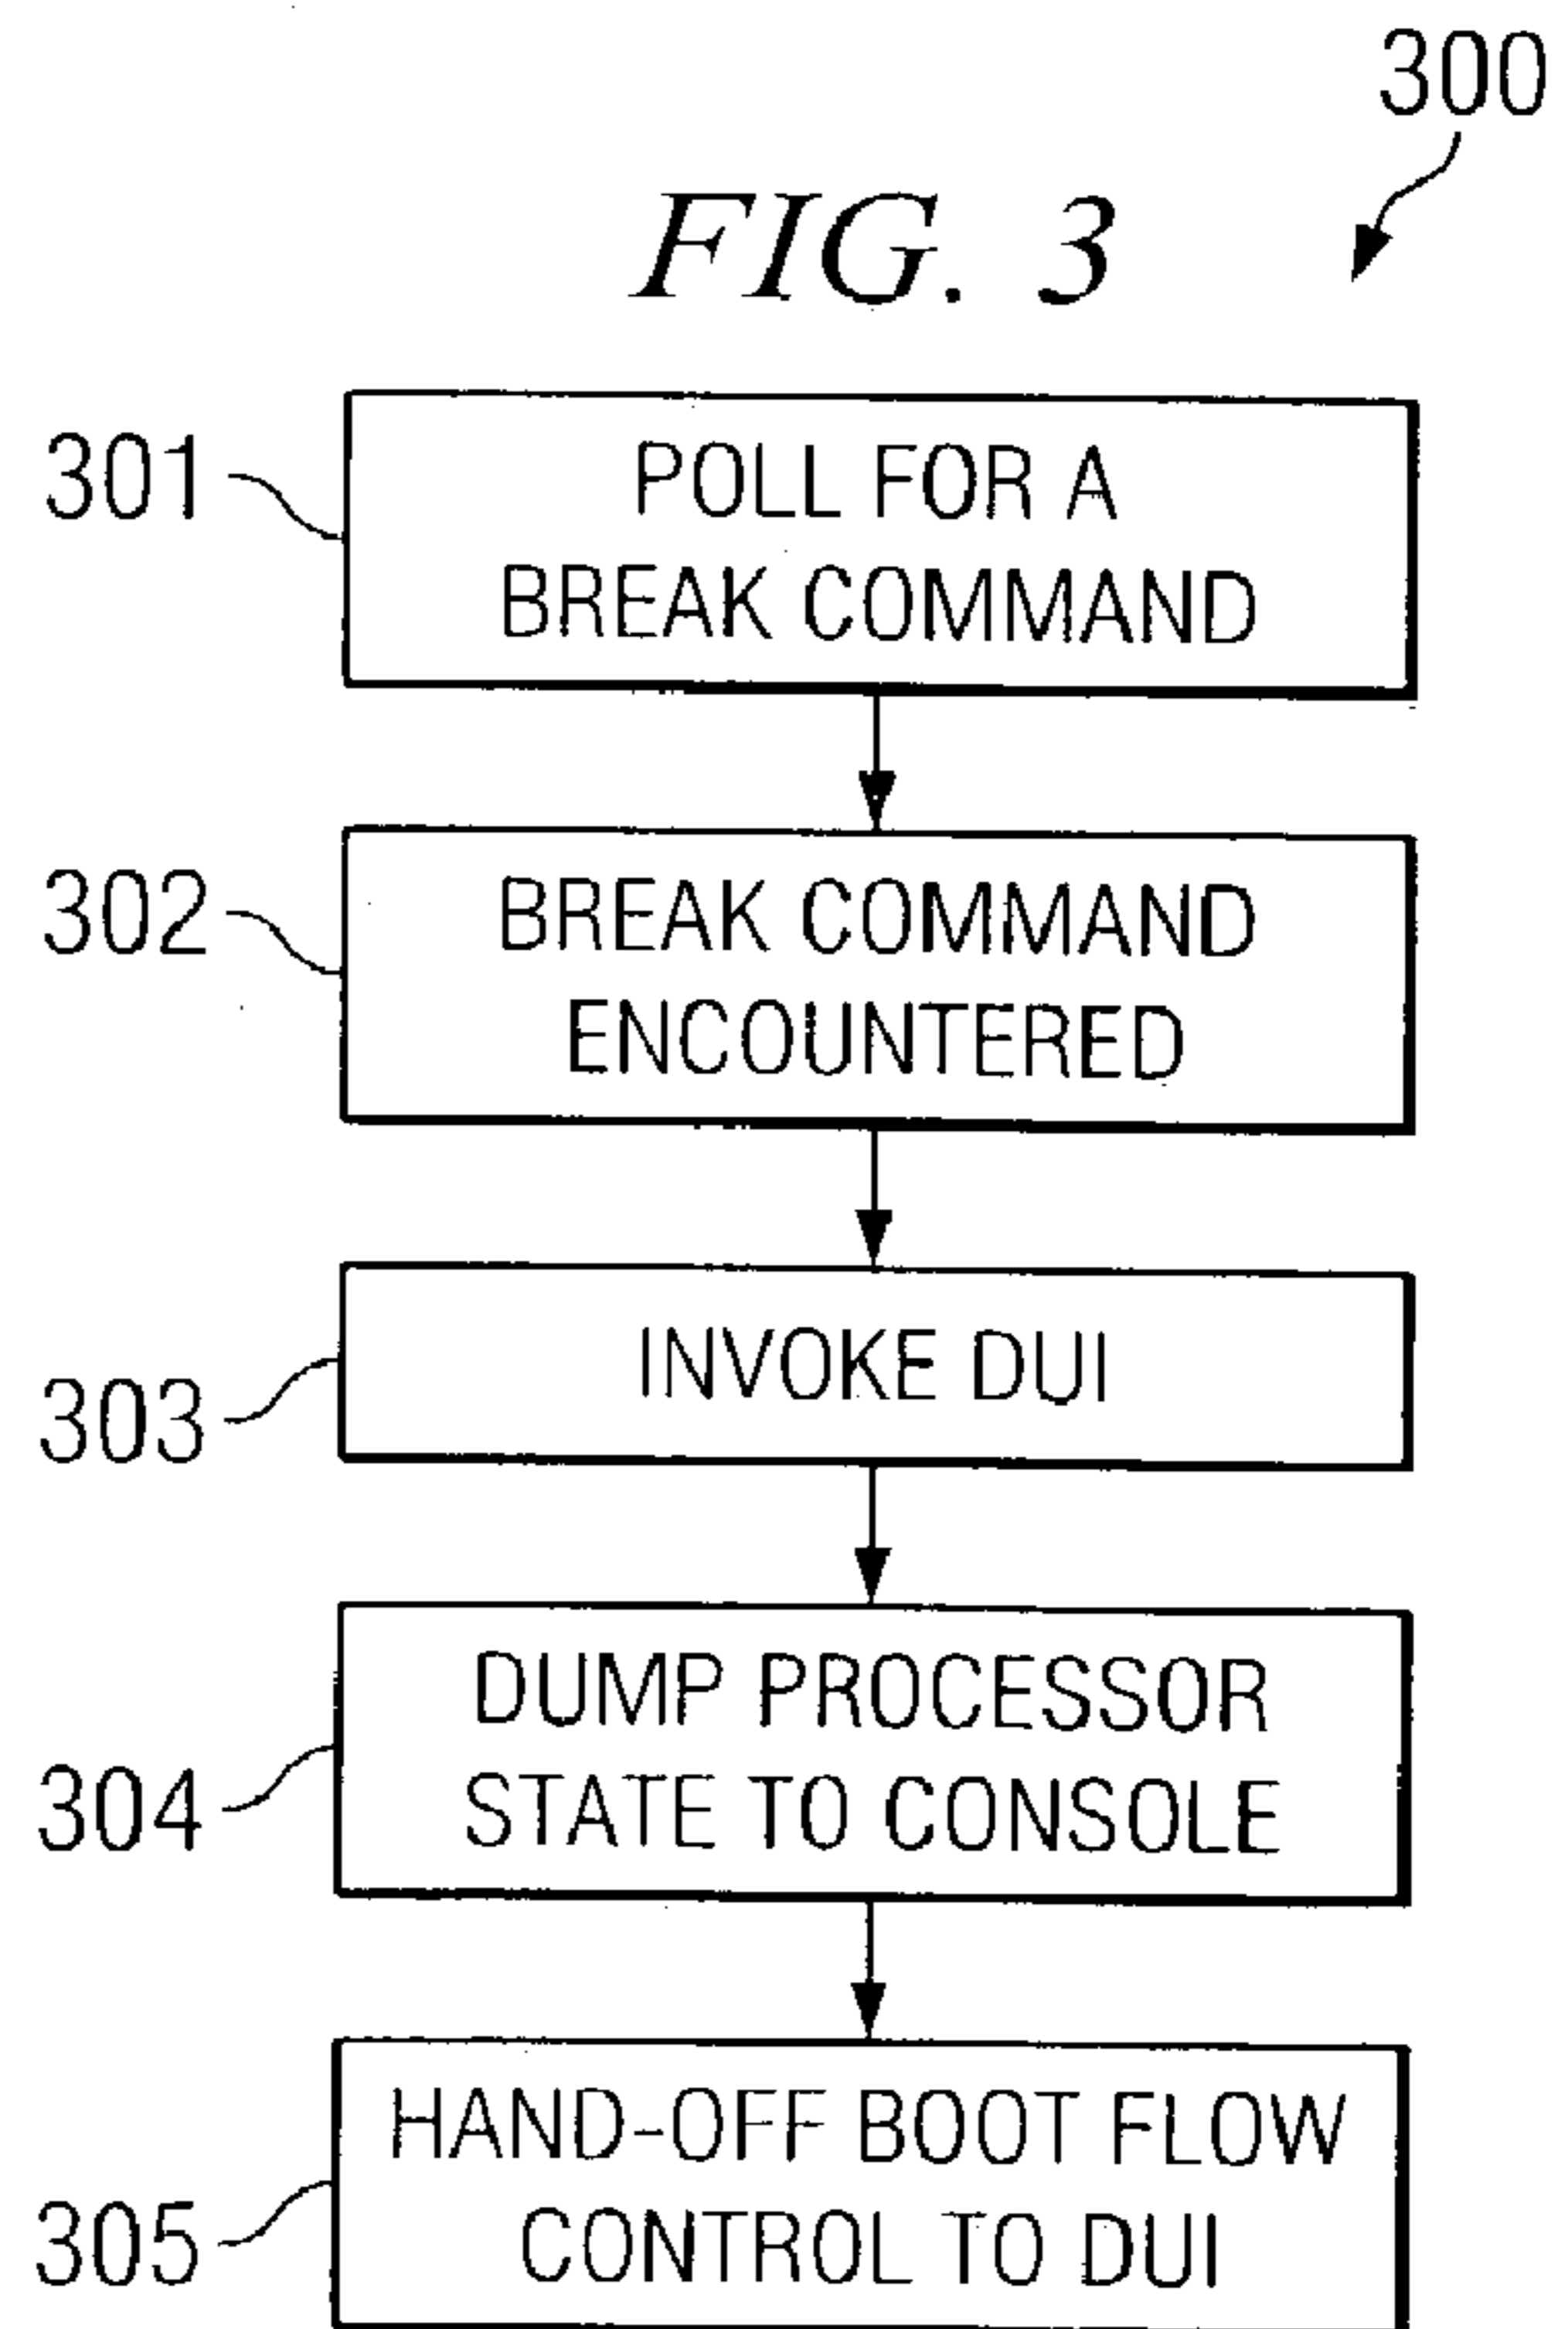 300
FIG. 3
301
POLL FOR A
BREAK COMMAND
302
BREAK COMMAND
ENCOUNTERED
303
INVOKE DUI
304
DUMP PROCESSOR
STATE TO CONSOLE
305
HAND-OFF BOOT FLOW
CONTROL TO DUI